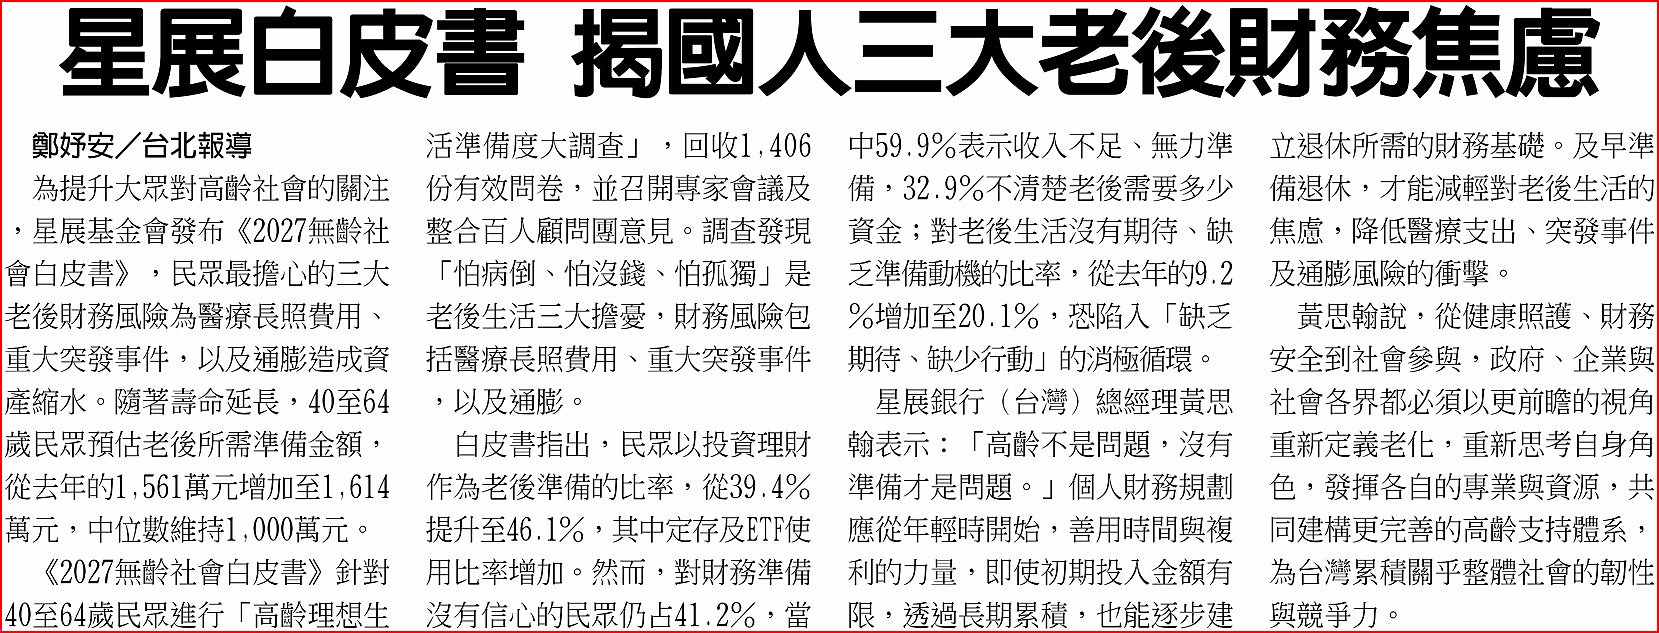 星展白皮書 揭國人三大老後財務焦慮
鄭妤安／台北報導
為提升大眾對高齡社會的關注
，星展基金會發布《2027無齡社
會白皮書》，民眾最擔心的三大
老後財務風險為醫療長照費用、
重大突發事件，以及通膨造成資
產縮水。隨著壽命延長，40至64
歲民眾預估老後所需準備金額，
從去年的1,561萬元增加至1,614
萬元，中位數維持1,000萬元。
《2027無齡社會白皮書》針對
40至64歲民眾進行「高齡理想生
活準備度大調查」，回收1,406
份有效問卷，並召開專家會議及
整合百人顧問團意見。調查發現
「怕病倒、怕沒錢、怕孤獨」是
老後生活三大擔憂，財務風險包
括醫療長照費用、重大突發事件
，以及通膨。
白皮書指出，民眾以投資理財
作為老後準備的比率，從39.4%
提升至46.1%，其中定存及ETF使
用比率增加。然而，對財務準備
沒有信心的民眾仍占41.2%，當
中59.9%表示收入不足、無力準
備，32.9%不清楚老後需要多少
資金；對老後生活沒有期待、缺
乏準備動機的比率，從去年的9.2
%增加至20.1%，恐陷入「缺乏
期待、缺少行動」的消極循環。
星展銀行（台灣）總經理黃思
翰表示：「高齡不是問題，沒有
準備才是問題。」個人財務規劃
應從年輕時開始，善用時間與複
利的力量，即使初期投入金額有
限，透過長期累積，也能逐步建
立退休所需的財務基礎。及早準
備退休，才能減輕對老後生活的
焦慮，降低醫療支出、突發事件
及通膨風險的衝擊。
黃思翰說，從健康照護、財務
安全到社會參與，政府、企業與
社會各界都必須以更前瞻的視角
重新定義老化，重新思考自身角
色，發揮各自的專業與資源，共
同建構更完善的高齡支持體系，
為台灣累積關乎整體社會的韌性
與競爭力。